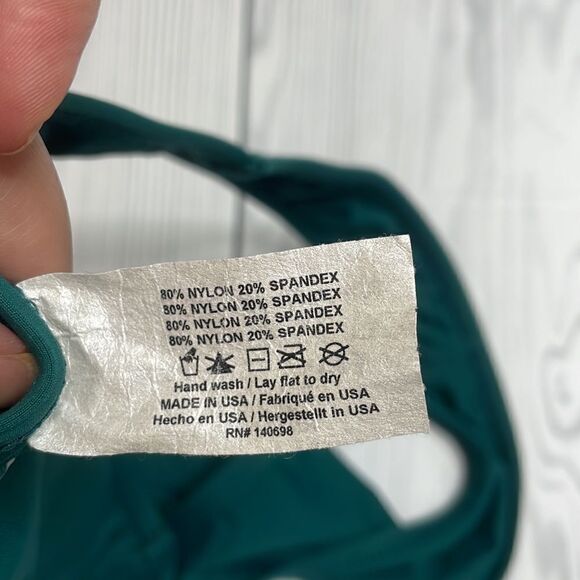 80% NYLON 20% SPANDEX
80% NYLON 20% SPANDEX
80% NYLON 20% SPANDEX
80% NYLON 20% SPANDEX
Hand wash / Lay flat to dry
MADE IN USA / Fabriqué en USA
Hecho en USA / Hergestellt in USA
RN# 140698